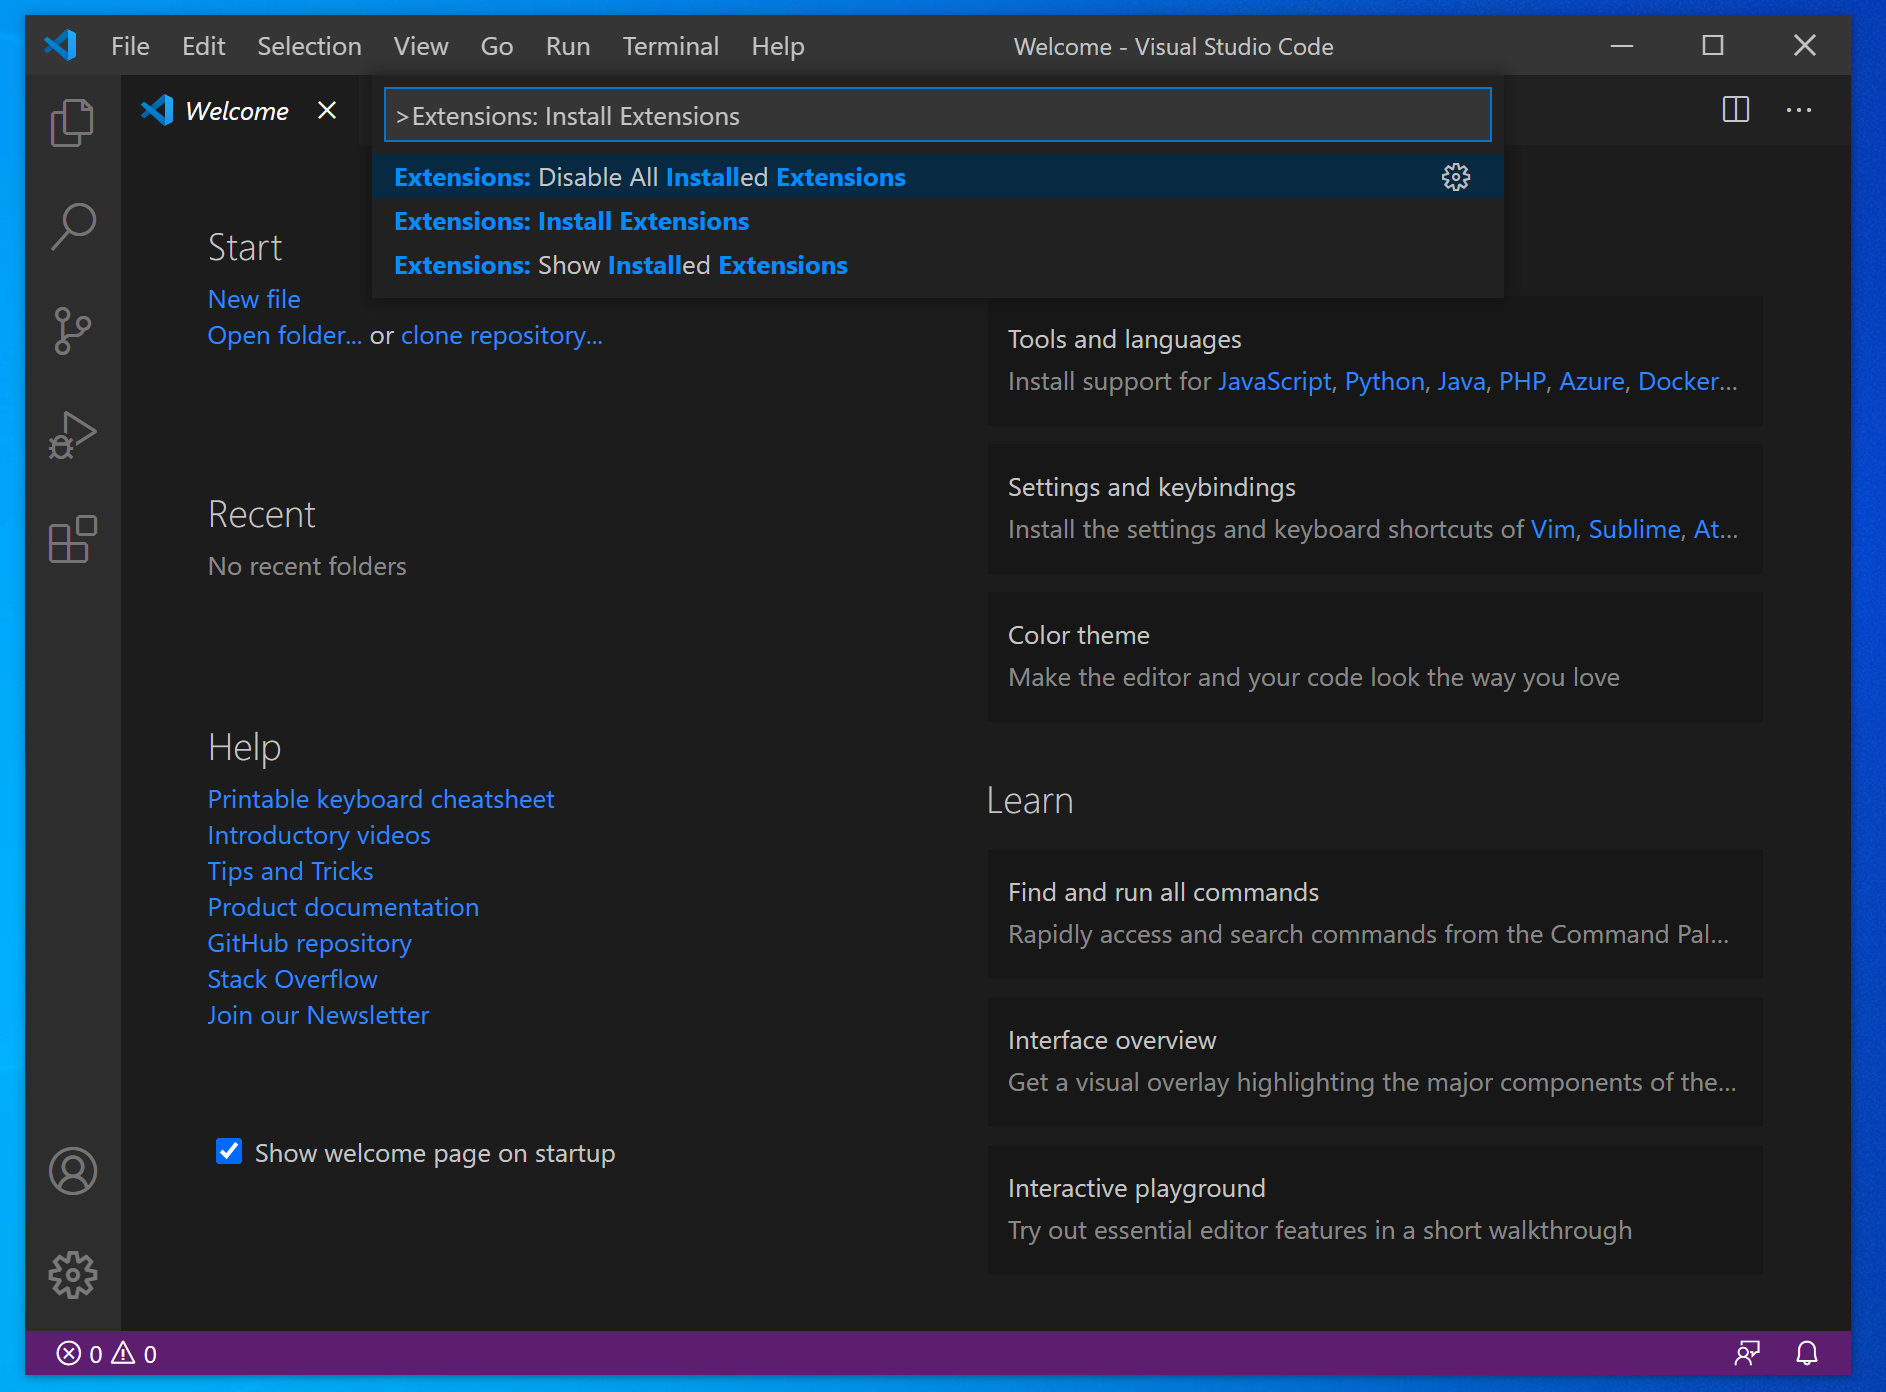 File Edit Selection View Go Run Terminal Help Welcome - Visual Studio Code
Welcome
>Extensions: Install Extensions
Extensions: Disable All Installed Extensions
Extensions: Install Extensions
Extensions: Show Installed Extensions
Start
New file
Open folder... or clone repository...
Recent
No recent folders
Help
Printable keyboard cheatsheet
Introductory videos
Tips and Tricks
Product documentation
GitHub repository
Stack Overflow
Join our Newsletter
Show welcome page on startup
Tools and languages
Install support for JavaScript, Python, Java, PHP, Azure, Docker...
Settings and keybindings
Install the settings and keyboard shortcuts of Vim, Sublime, At...
Color theme
Make the editor and your code look the way you love
Learn
Find and run all commands
Rapidly access and search commands from the Command Pal...
Interface overview
Get a visual overlay highlighting the major components of the...
Interactive playground
Try out essential editor features in a short walkthrough
0 0